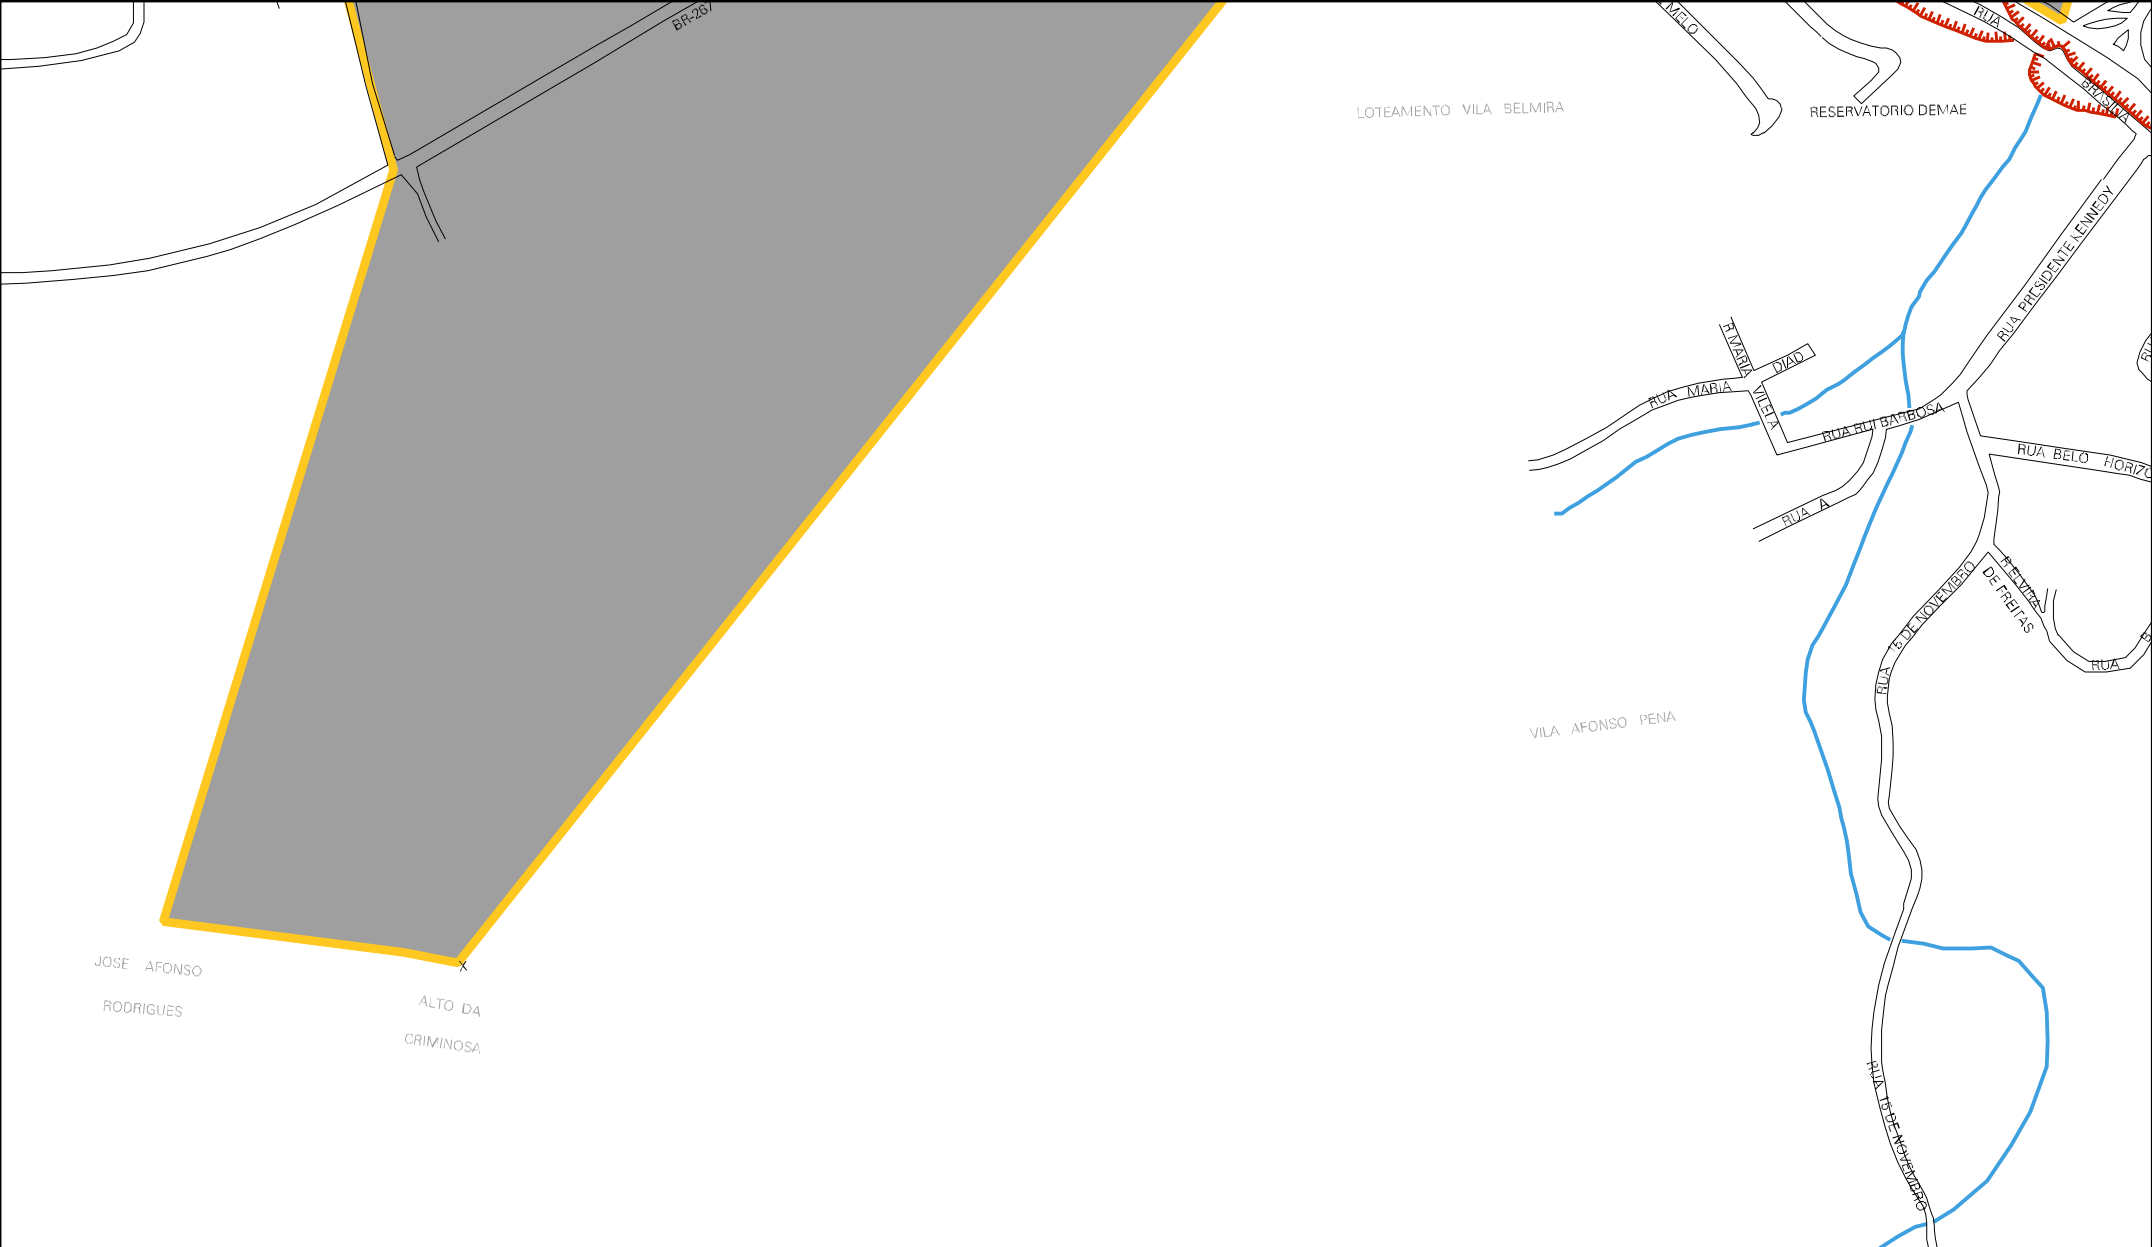 BR-267
MELO
RUA
BRASILIA
LOTEAMENTO VILA BELMIRA
RESERVATORIO DEMAE
RUA PRESIDENTE KENNEDY
R MARIA VILELA
DIAD
RUA MARIA
RUA RUI BARBOSA
RUA BELO HORIZO
RUA A
RUA 15 DE NOVEMBRO
R ELVIRA
DE FREITAS
RUA
VILA AFONSO PENA
JOSE AFONSO
RODRIGUES
X
ALTO DA
CRIMINOSA
RUA 15 DE NOVEMBRO